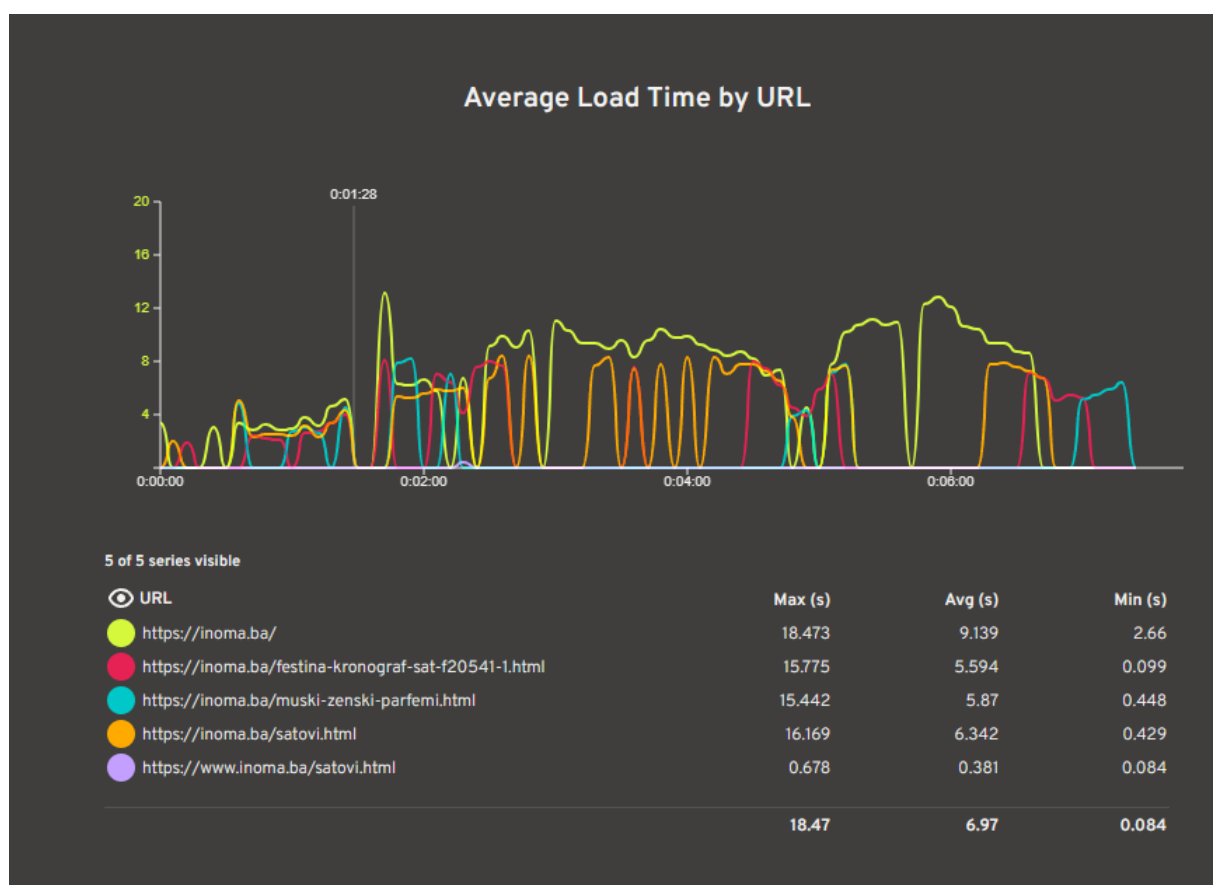 Average Load Time by URL
0:01:28
20
16
12
8
4
0:00:00 0:02:00 0:04:00 0:06:00
5 of 5 series visible
URL Max (s) Avg (s) Min (s)
https://inoma.ba/ 18.473 9.139 2.66
https://inoma.ba/festina-kronograf-sat-f20541-1.html 15.775 5.594 0.099
https://inoma.ba/muski-zenski-parfemi.html 15.442 5.87 0.448
https://inoma.ba/satovi.html 16.169 6.342 0.429
https://www.inoma.ba/satovi.html 0.678 0.381 0.084
18.47 6.97 0.084